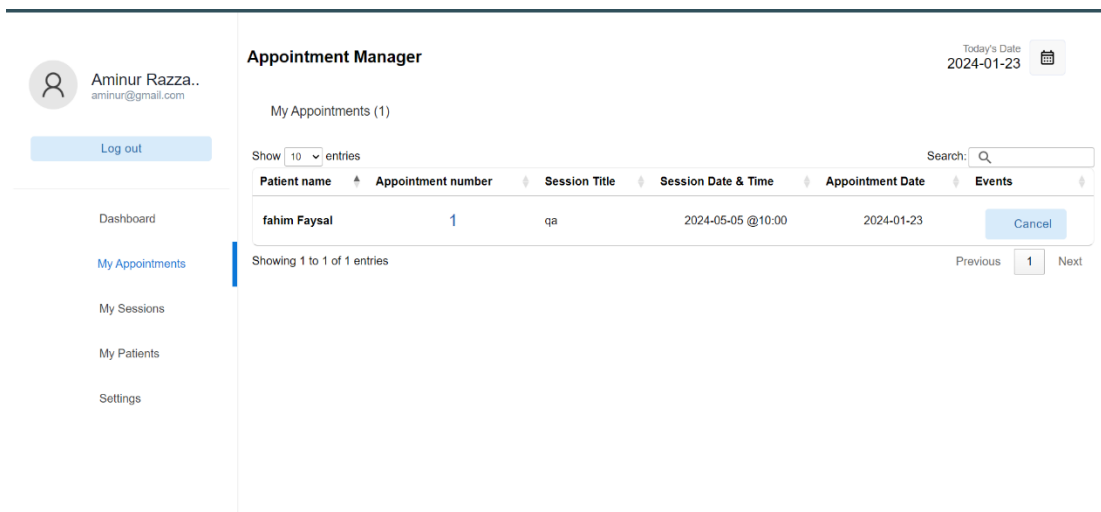 Aminur Razza..
aminur@gmail.com
Log out
Dashboard
My Appointments
My Sessions
My Patients
Settings
Appointment Manager
Today's Date
2024-01-23
My Appointments (1)
Show 10 entries
Search:
Patient name Appointment number Session Title Session Date & Time Appointment Date Events
fahim Faysal 1 qa 2024-05-05 @10:00 2024-01-23 Cancel
Showing 1 to 1 of 1 entries
Previous 1 Next